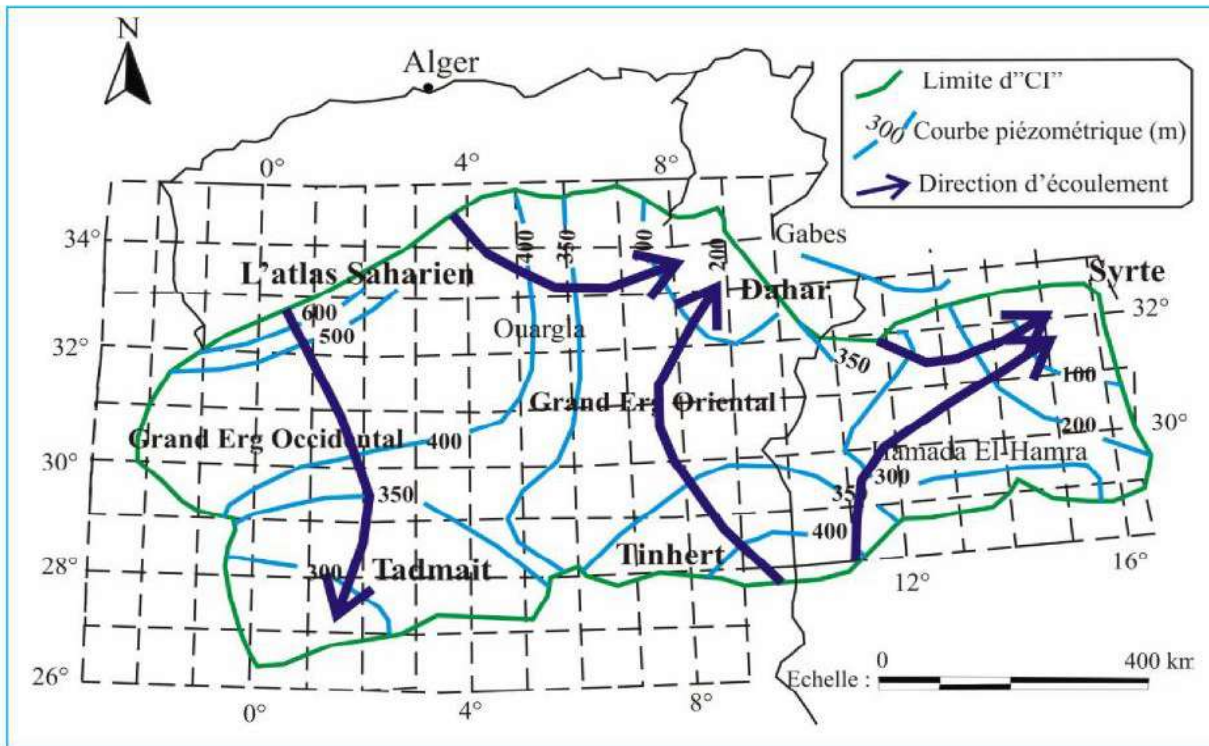 N
Alger
Limite d"CI"
300 Courbe piézométrique (m)
Direction d'écoulement
0° 4° 8°
34°
Gabes
400 350 300 200
L'atlas Saharien
Dahar
Syrte
600
500
Ouargla
32°
32°
350
100
Grand Erg Oriental
Grand Erg Occidental
400
200
30°
30°
Hamada El-Hamra
350
350
300
400
28°
300
Tadmait
Tinhert
12°
16°
26°
0° 4° 8°
0 400 km
Echelle :